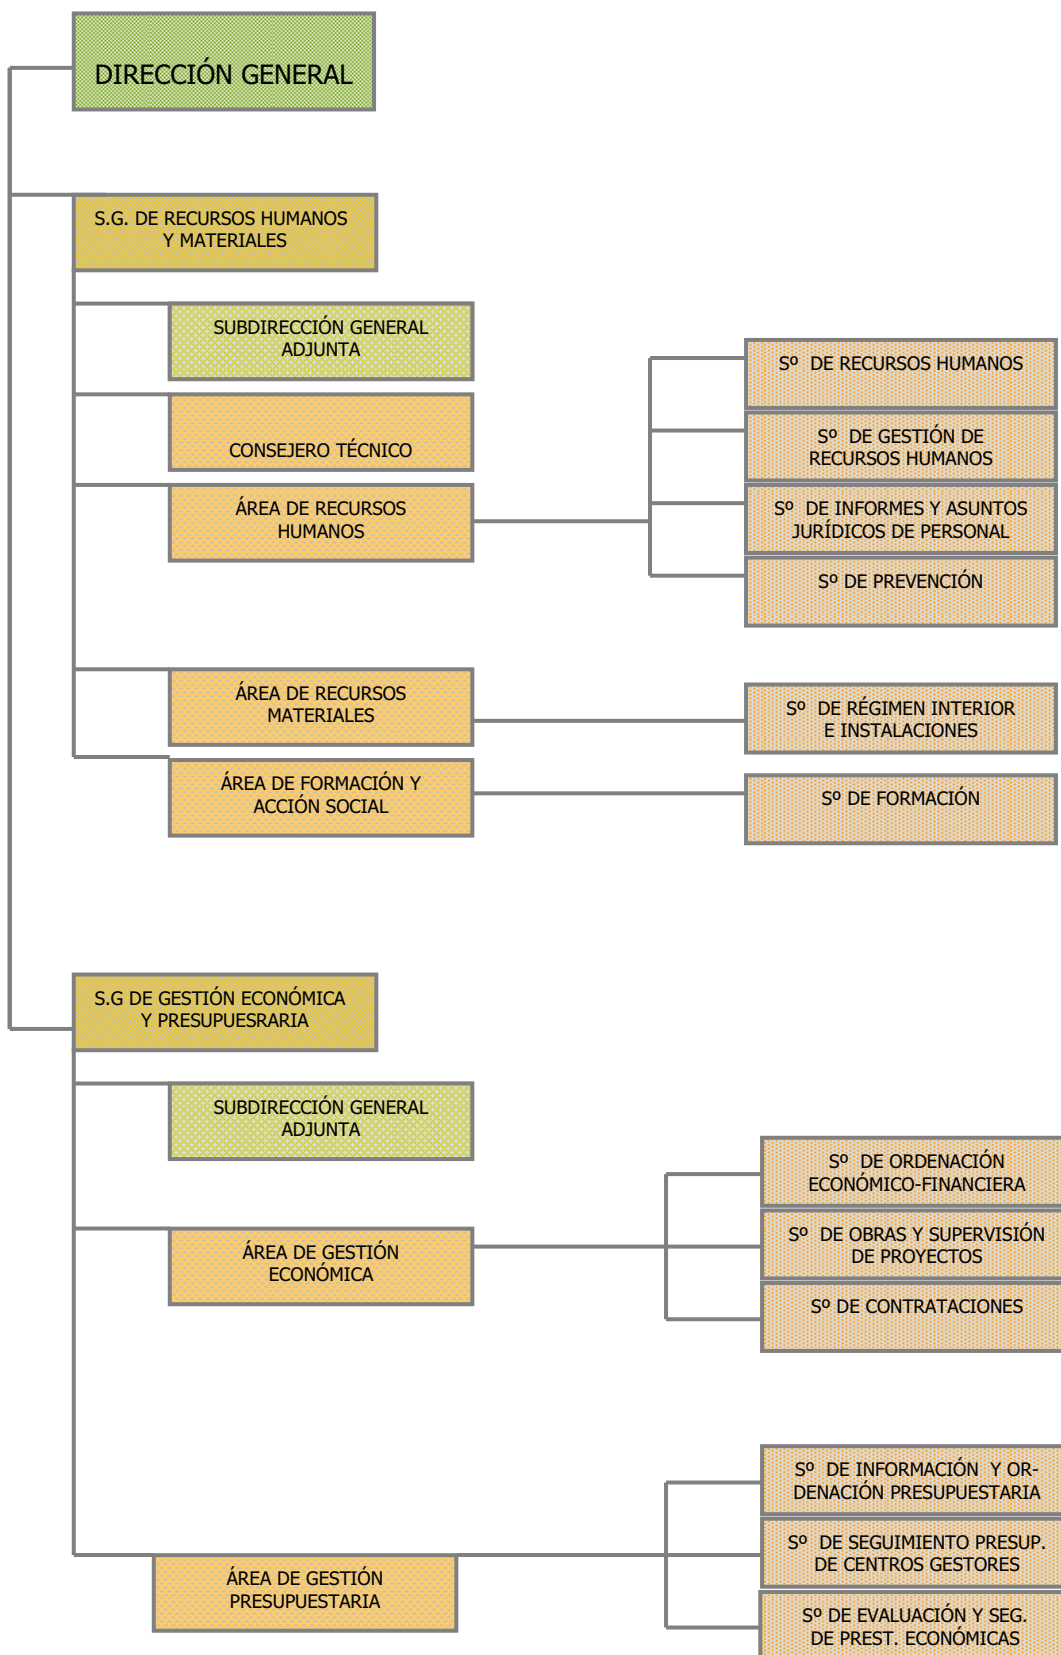 DIRECCIÓN GENERAL
S.G. DE RECURSOS HUMANOS
Y MATERIALES
SUBDIRECCIÓN GENERAL
ADJUNTA
CONSEJERO TÉCNICO
ÁREA DE RECURSOS
HUMANOS
Sº DE RECURSOS HUMANOS
Sº DE GESTIÓN DE
RECURSOS HUMANOS
Sº DE INFORMES Y ASUNTOS
JURÍDICOS DE PERSONAL
Sº DE PREVENCIÓN
ÁREA DE RECURSOS
MATERIALES
Sº DE RÉGIMEN INTERIOR
E INSTALACIONES
ÁREA DE FORMACIÓN Y
ACCIÓN SOCIAL
Sº DE FORMACIÓN
S.G DE GESTIÓN ECONÓMICA
Y PRESUPUESRARIA
SUBDIRECCIÓN GENERAL
ADJUNTA
ÁREA DE GESTIÓN
ECONÓMICA
Sº DE ORDENACIÓN
ECONÓMICO-FINANCIERA
Sº DE OBRAS Y SUPERVISIÓN
DE PROYECTOS
Sº DE CONTRATACIONES
ÁREA DE GESTIÓN
PRESUPUESTARIA
Sº DE INFORMACIÓN Y OR-
DENACIÓN PRESUPUESTARIA
Sº DE SEGUIMIENTO PRESUP.
DE CENTROS GESTORES
Sº DE EVALUACIÓN Y SEG.
DE PREST. ECONÓMICAS